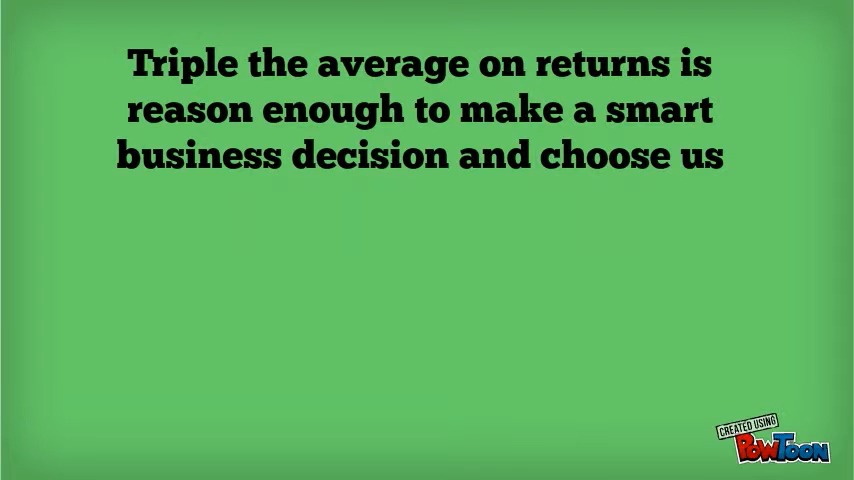 Triple the average on returns is
reason enough to make a smart
business decision and choose us
CREATED USING
POWTOON